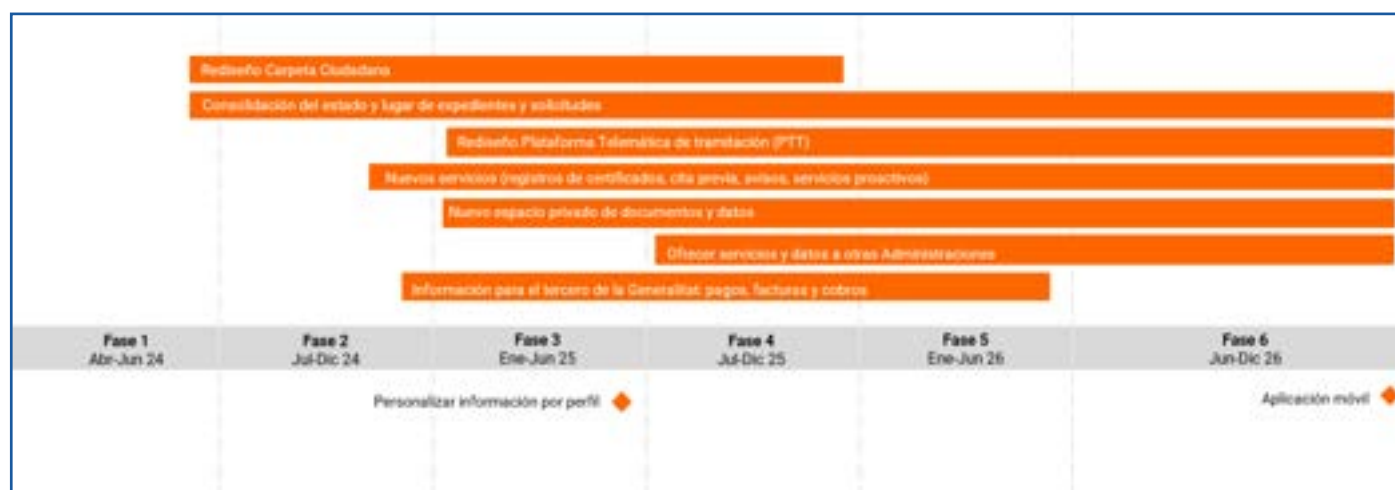 Rediseño Carpeta Ciudadana
Consolidación del estado y lugar de expedientes y solicitudes
Rediseño Plataforma Telemática de tramitación (PTT)
Nuevos servicios (registros de certificados, cita previa, avisos, servicios proactivos)
Nuevo espacio privado de documentos y datos
Ofrecer servicios y datos a otras Administraciones
Información para el tercero de la Generalitat: pagos, facturas y cobros
Fase 1 Fase 2 Fase 3 Fase 4 Fase 5 Fase 6
Abr-Jun 24 Jul-Dic 24 Ene-Jun 25 Jul-Dic 25 Ene-Jun 26 Jun-Dic 26
Personalizar información por perfil
Aplicación móvil